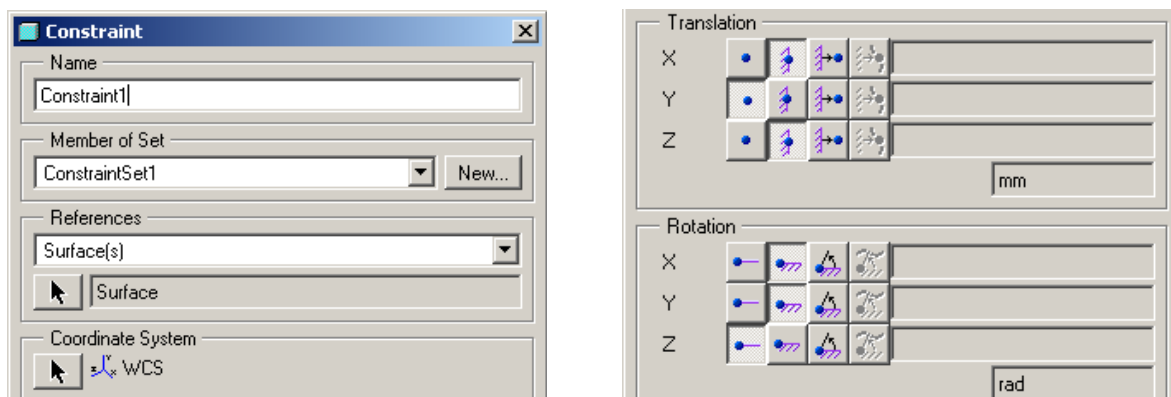 Constraint
Name
Constraint1
Member of Set
ConstraintSet1
New...
References
Surface(s)
Surface
Coordinate System
WCS
Translation
X
Y
Z
mm
Rotation
X
Y
Z
rad